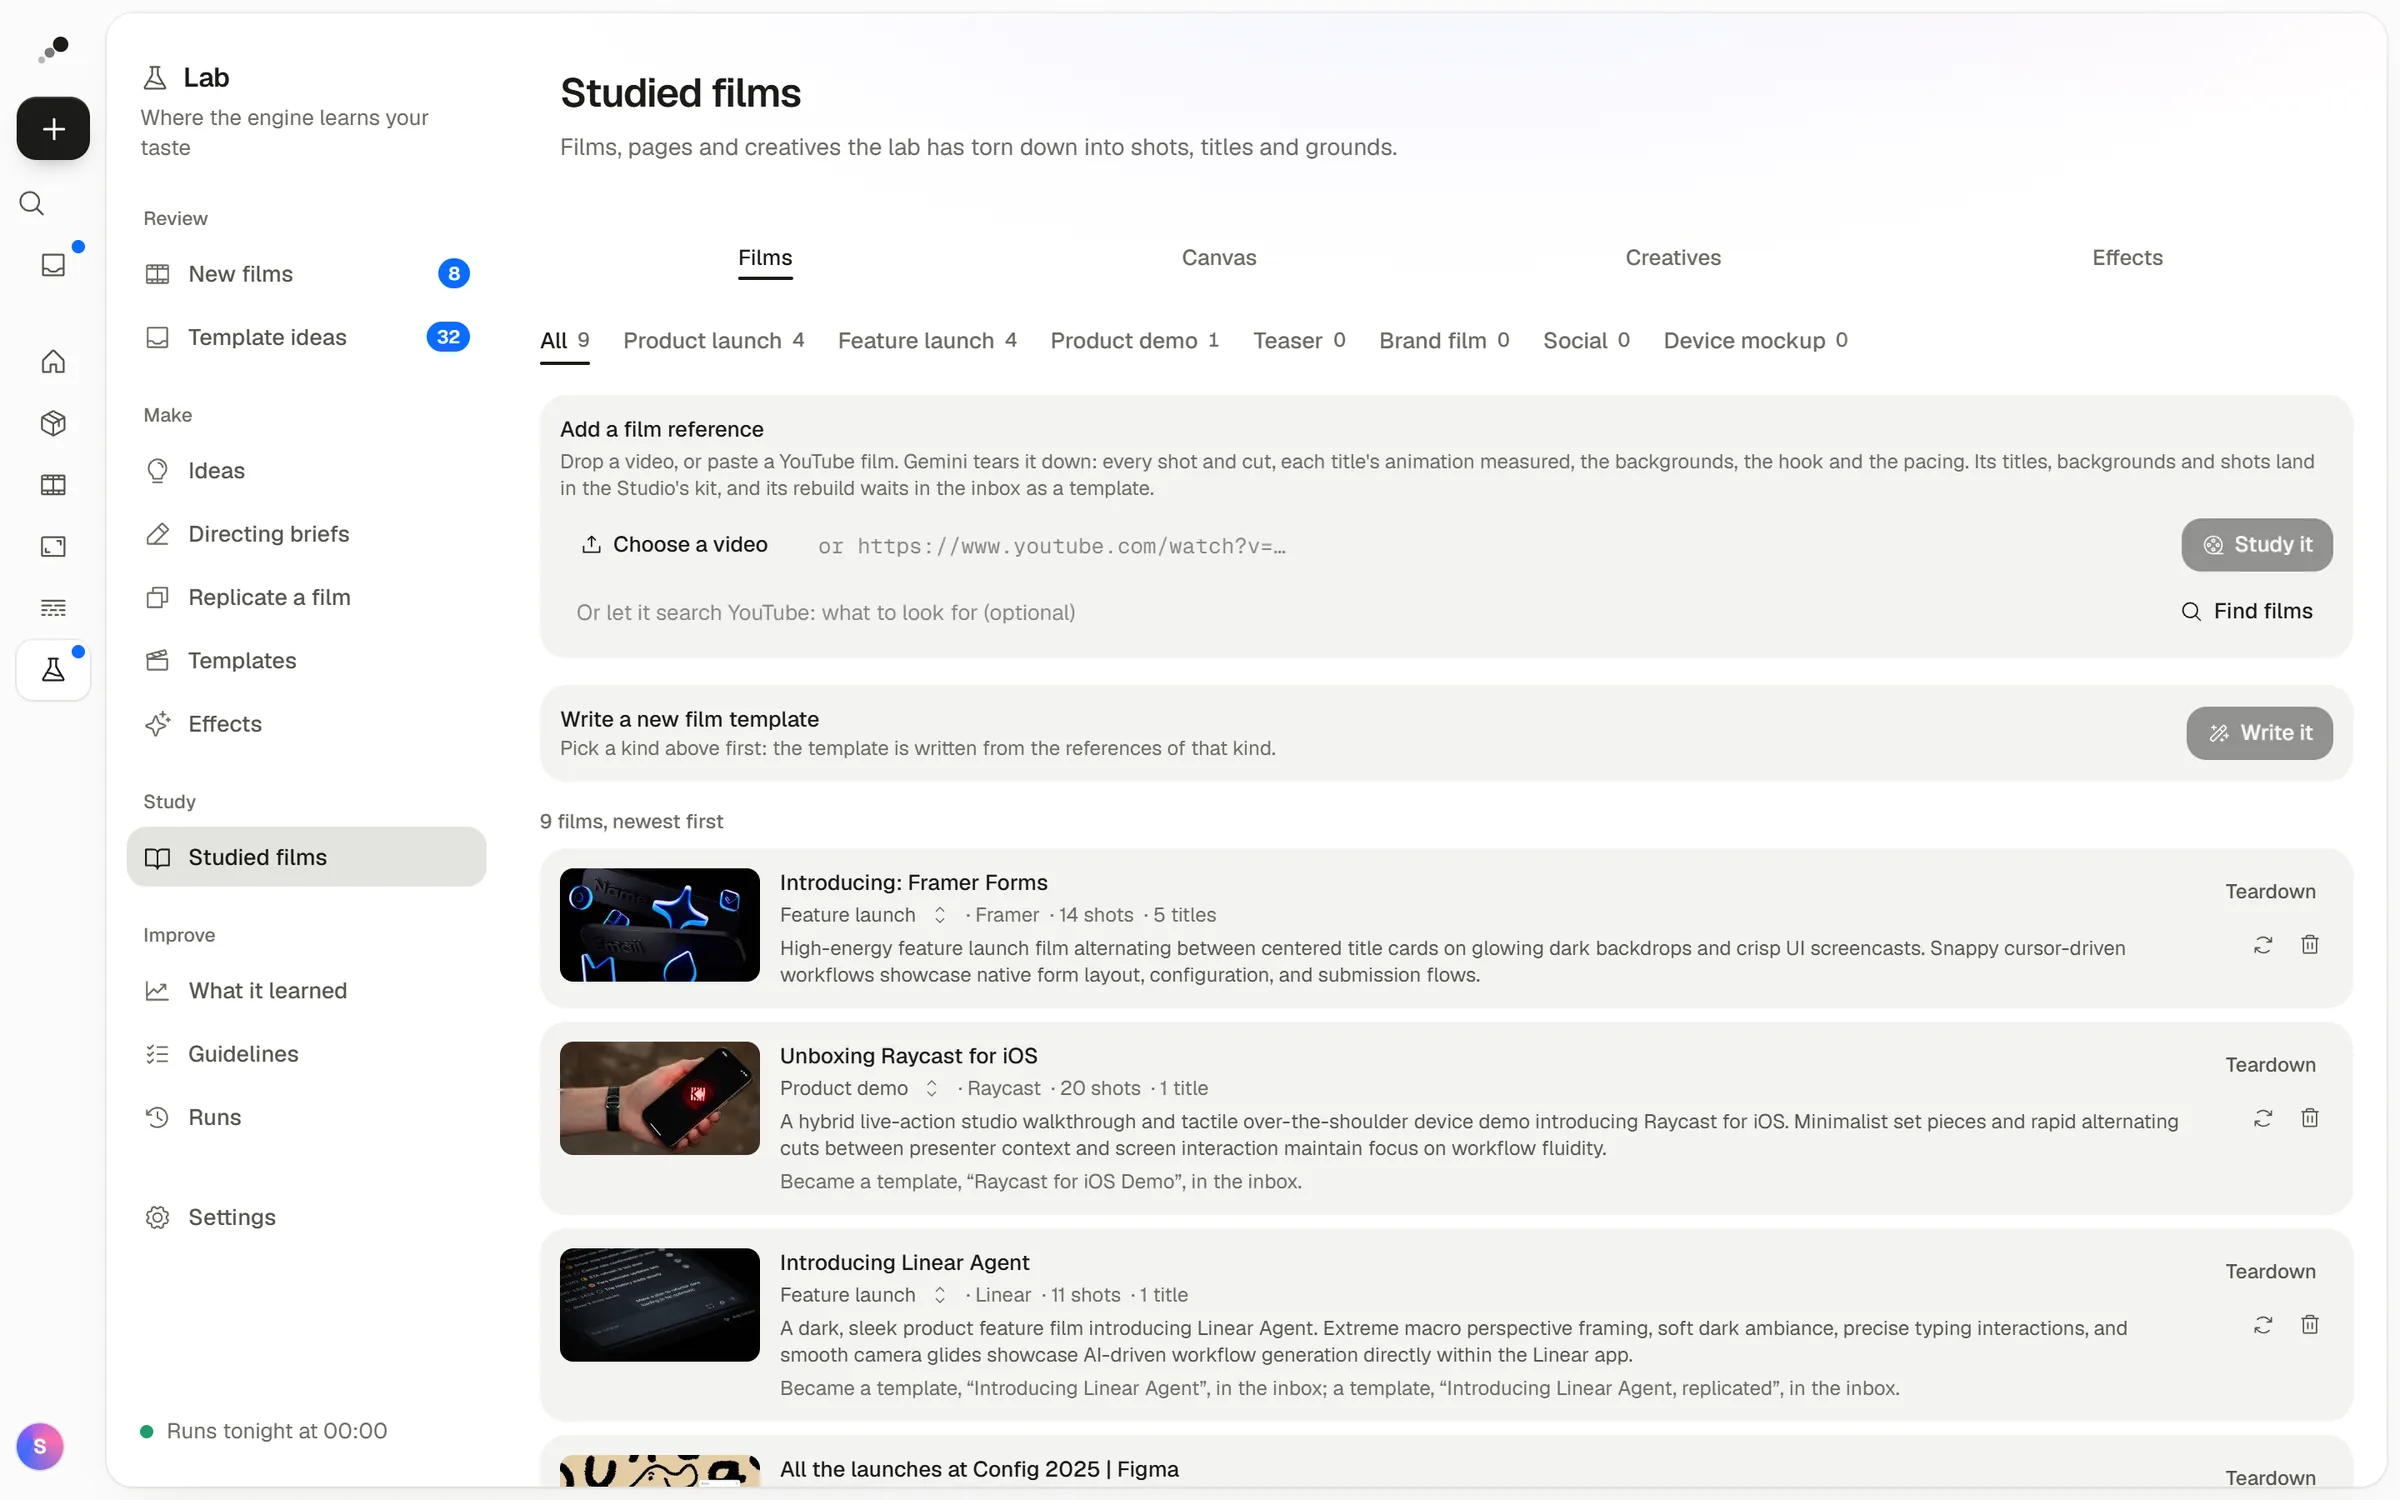 Lab
Where the engine learns your
taste
Review
New films 8
Template ideas 32
Make
Ideas
Directing briefs
Replicate a film
Templates
Effects
Study
Studied films
Improve
What it learned
Guidelines
Runs
Settings
Runs tonight at 00:00
S
Studied films
Films, pages and creatives the lab has torn down into shots, titles and grounds.
Films Canvas Creatives Effects
All 9 Product launch 4 Feature launch 4 Product demo 1 Teaser 0 Brand film 0 Social 0 Device mockup 0
Add a film reference
Drop a video, or paste a YouTube film. Gemini tears it down: every shot and cut, each title's animation measured, the backgrounds, the hook and the pacing. Its titles, backgrounds and shots land
in the Studio's kit, and its rebuild waits in the inbox as a template.
Choose a video or https://www.youtube.com/watch?v=… Study it
Or let it search YouTube: what to look for (optional) Find films
Write a new film template
Pick a kind above first: the template is written from the references of that kind.
Write it
9 films, newest first
Name
Email
Introducing: Framer Forms
Feature launch · Framer · 14 shots · 5 titles
High-energy feature launch film alternating between centered title cards on glowing dark backdrops and crisp UI screencasts. Snappy cursor-driven
workflows showcase native form layout, configuration, and submission flows.
Teardown
Unboxing Raycast for iOS
Product demo · Raycast · 20 shots · 1 title
A hybrid live-action studio walkthrough and tactile over-the-shoulder device demo introducing Raycast for iOS. Minimalist set pieces and rapid alternating
cuts between presenter context and screen interaction maintain focus on workflow fluidity.
Became a template, “Raycast for iOS Demo”, in the inbox.
Teardown
Introducing Linear Agent
Feature launch · Linear · 11 shots · 1 title
A dark, sleek product feature film introducing Linear Agent. Extreme macro perspective framing, soft dark ambiance, precise typing interactions, and
smooth camera glides showcase AI-driven workflow generation directly within the Linear app.
Became a template, “Introducing Linear Agent”, in the inbox; a template, “Introducing Linear Agent, replicated”, in the inbox.
Teardown
All the launches at Config 2025 | Figma
Teardown